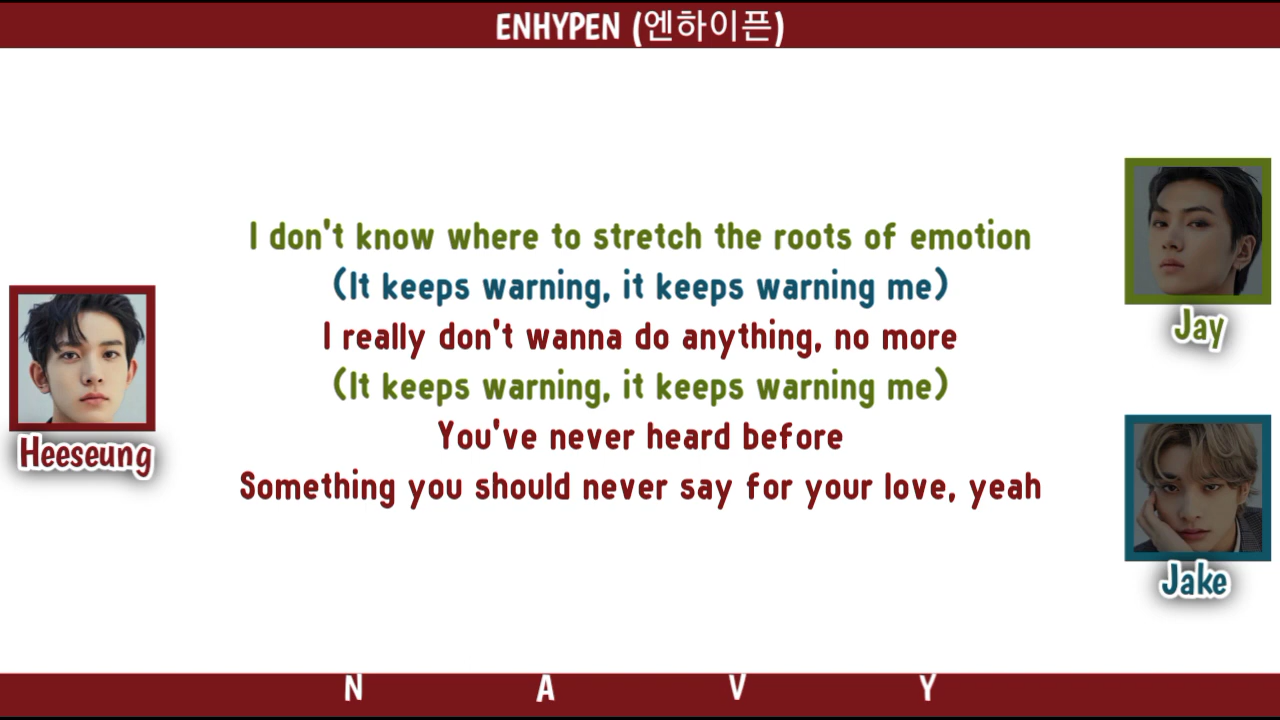 ENHYPEN (엔하이픈)
I don't know where to stretch the roots of emotion
(It keeps warning, it keeps warning me)
I really don't wanna do anything, no more
(It keeps warning, it keeps warning me)
You've never heard before
Something you should never say for your love, yeah
Heeseung
Jay
Jake
N A V Y